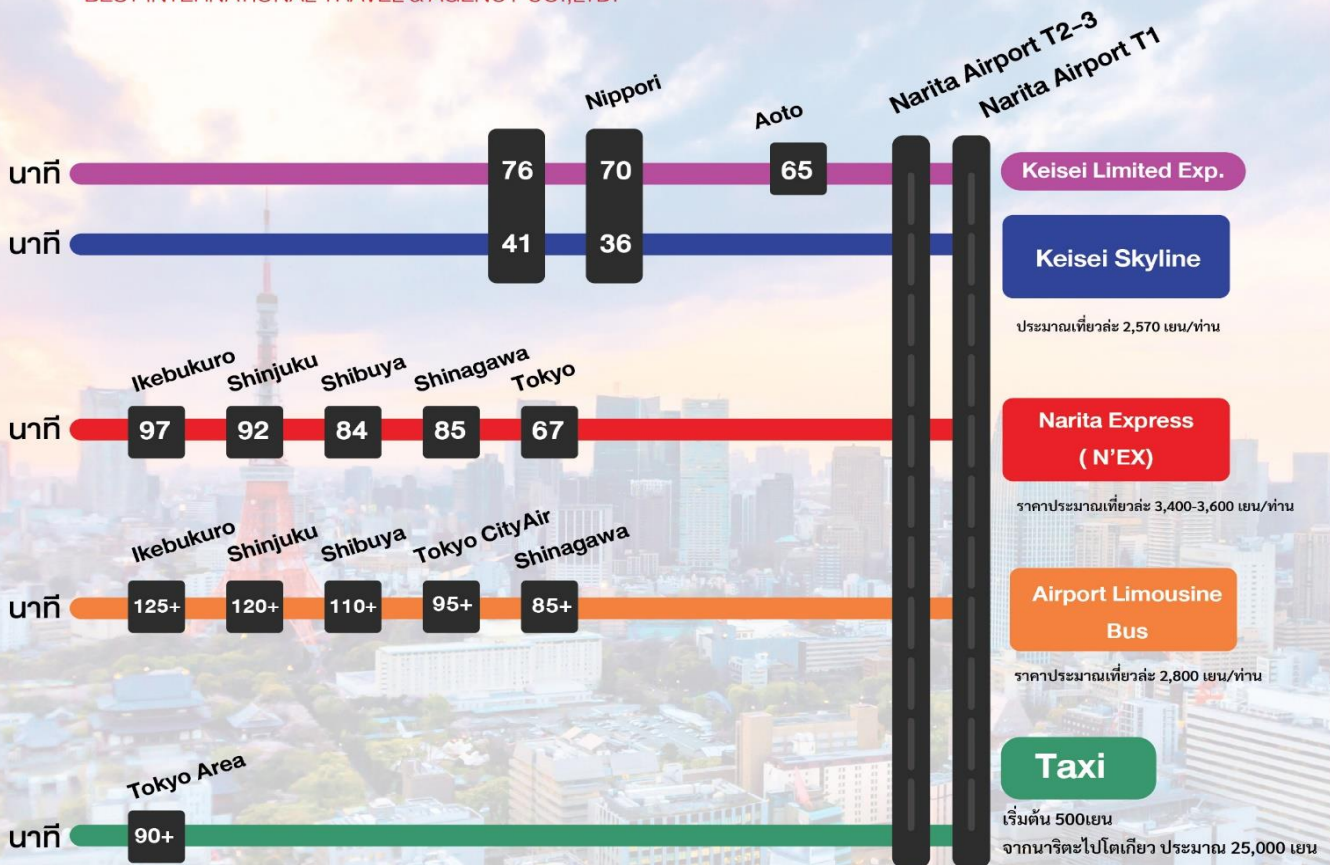 BEST INTERNATIONAL TRAVEL & AGENCY CO.,LTD.
Narita Airport T2-3
Narita Airport T1
Nippori
Aoto
นาที
76
70
65
Keisei Limited Exp.
นาที
41
36
Keisei Skyline
ประมาณเที่ยวล่ะ 2,570 เยน/ท่าน
Ikebukuro
Shinjuku
Shibuya
Shinagawa
Tokyo
นาที
97
92
84
85
67
Narita Express
( N'EX)
ราคาประมาณเที่ยวล่ะ 3,400-3,600 เยน/ท่าน
Ikebukuro
Shinjuku
Shibuya
Tokyo CityAir
Shinagawa
นาที
125+
120+
110+
95+
85+
Airport Limousine
Bus
ราคาประมาณเที่ยวล่ะ 2,800 เยน/ท่าน
Tokyo Area
นาที
90+
Taxi
เริ่มต้น 500เยน
จากนาริตะไปโตเกียว ประมาณ 25,000 เยน